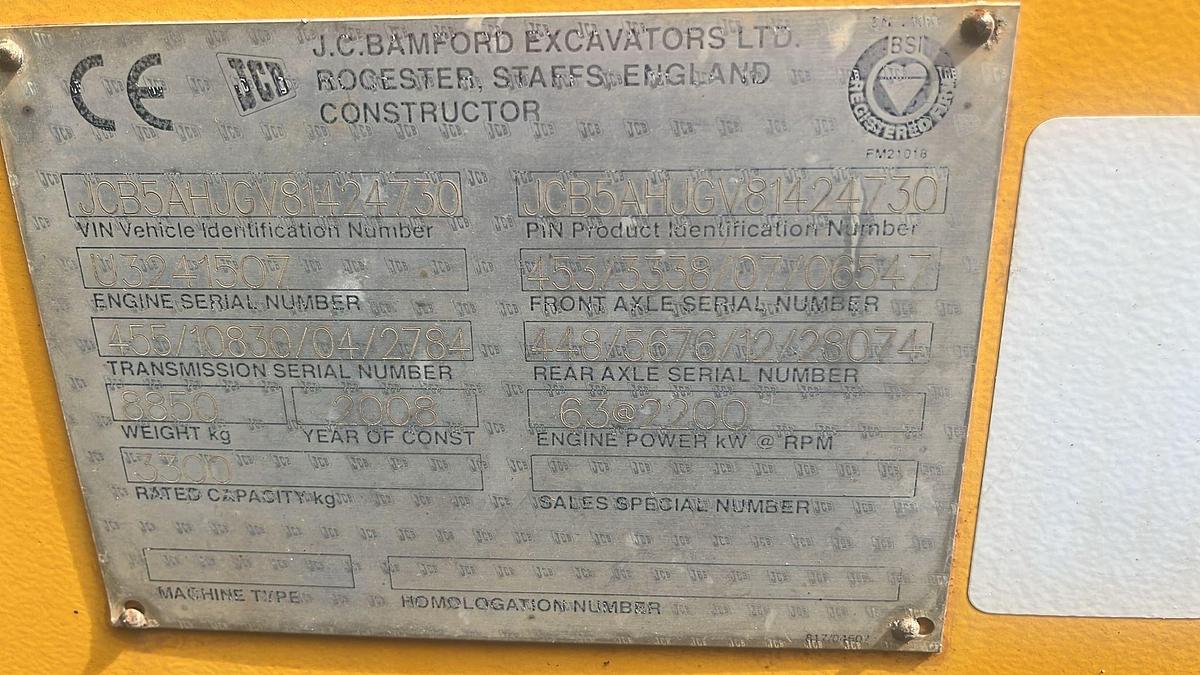 CE JCB J.C.BAMFORD EXCAVATORS LTD.
ROCESTER, STAFFS, ENGLAND
CONSTRUCTOR
BSI
REGISTERED FIRM
FM21018
JCB5AHJGV81424730 JCB5AHJGV81424730
VIN Vehicle Identification Number PIN Product Identification Number
U3241507 453/3338/07/06547
ENGINE SERIAL NUMBER FRONT AXLE SERIAL NUMBER
455/10830/04/2784 448/5676/12/28074
TRANSMISSION SERIAL NUMBER REAR AXLE SERIAL NUMBER
8850 2008 63@2200
WEIGHT kg YEAR OF CONST ENGINE POWER kW @ RPM
3300
RATED CAPACITY kg SALES SPECIAL NUMBER
MACHINE TYPE HOMOLOGATION NUMBER